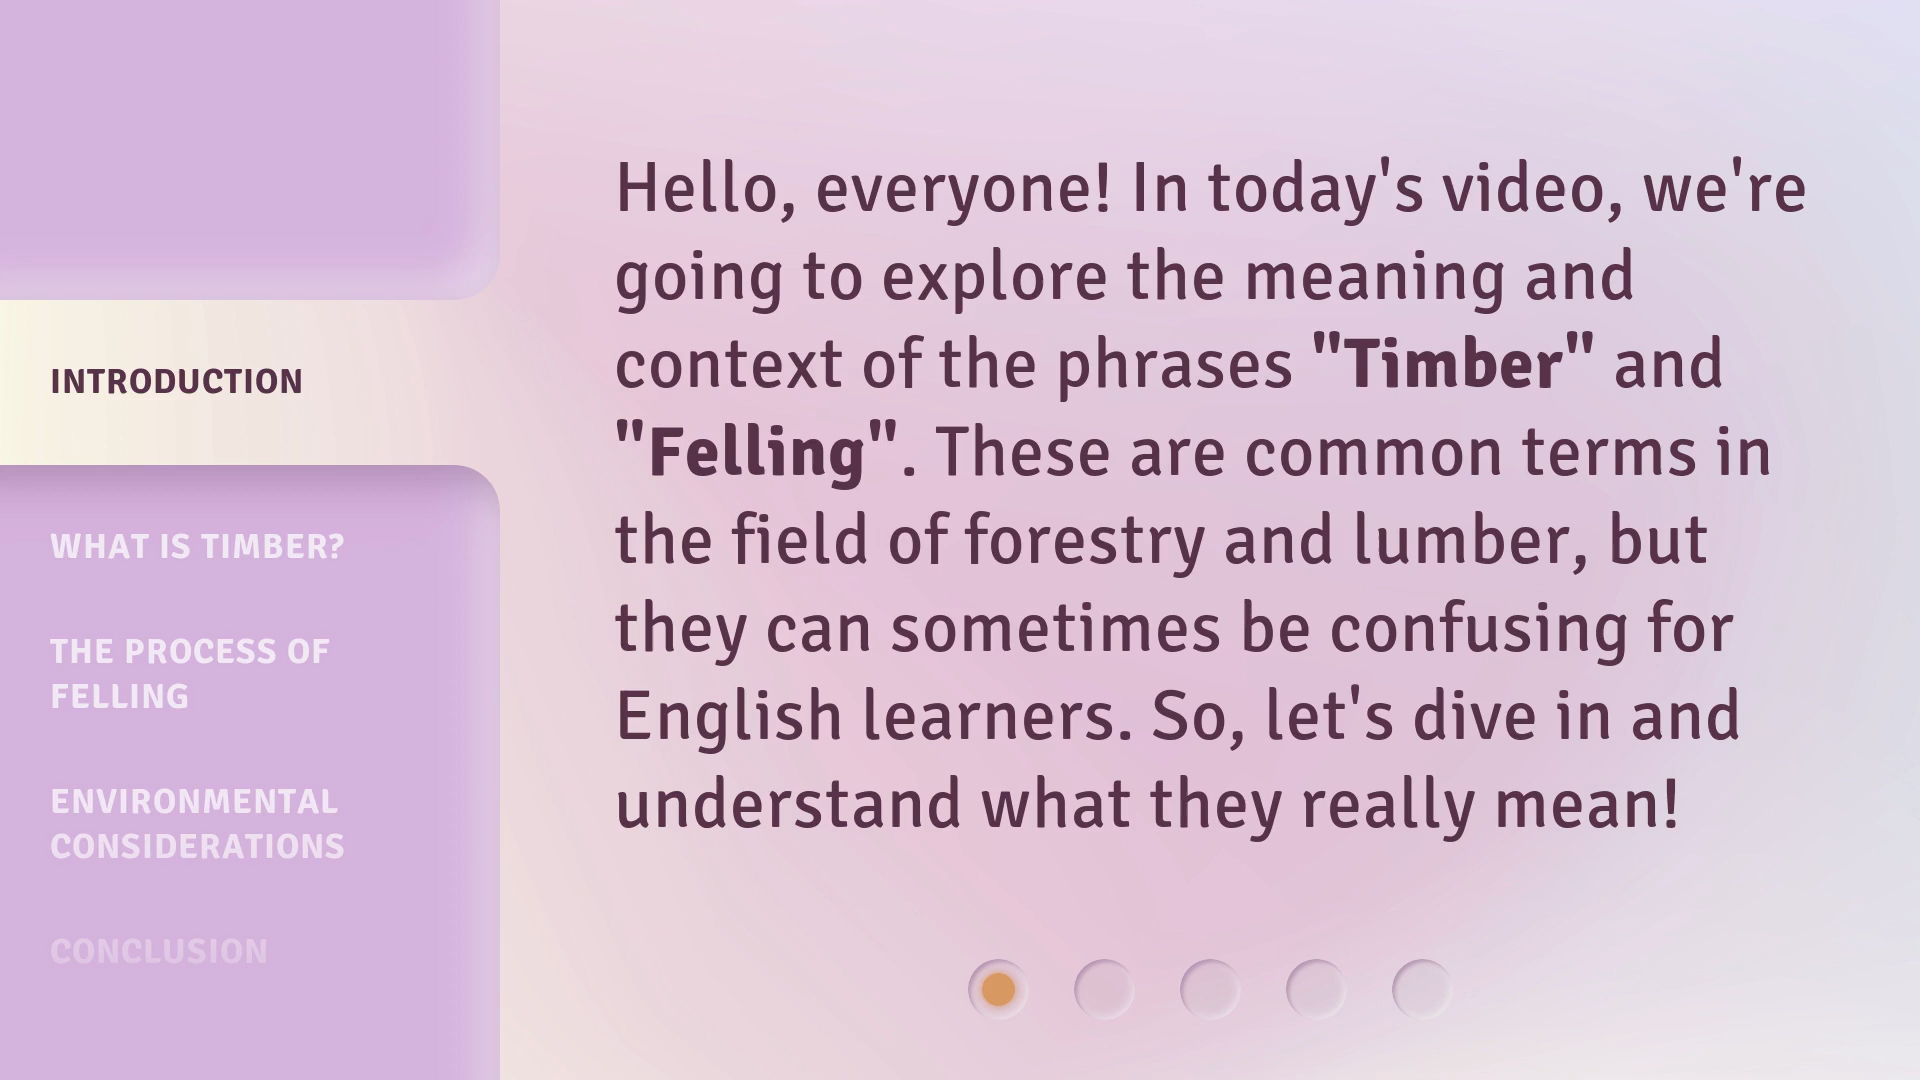 INTRODUCTION
WHAT IS TIMBER?
THE PROCESS OF
FELLING
ENVIRONMENTAL
CONSIDERATIONS
CONCLUSION
Hello, everyone! In today's video, we're
going to explore the meaning and
context of the phrases "Timber" and
"Felling". These are common terms in
the field of forestry and lumber, but
they can sometimes be confusing for
English learners. So, let's dive in and
understand what they really mean!